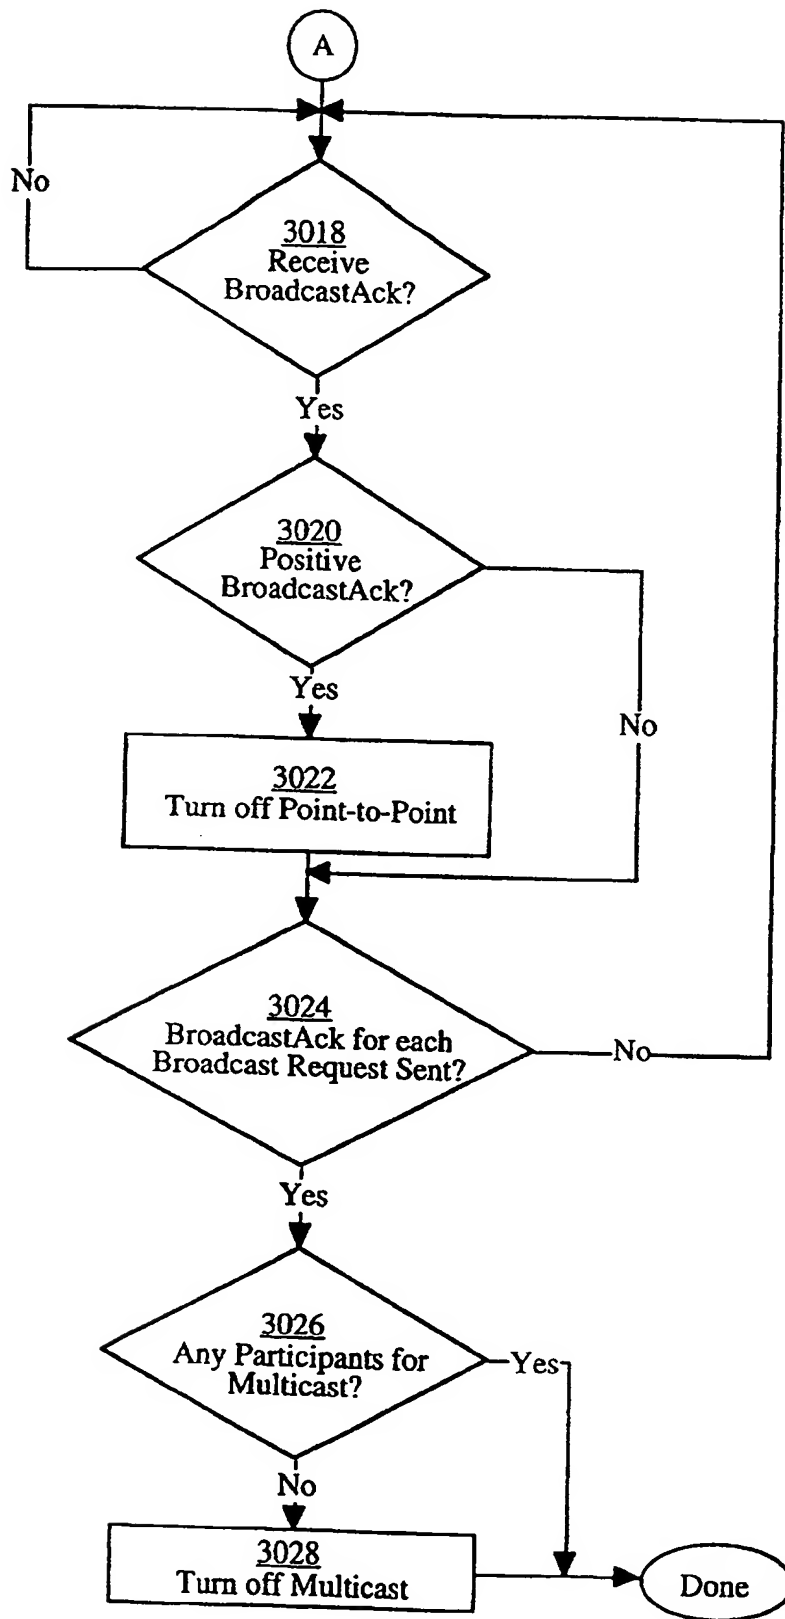 A
No
3018
Receive
BroadcastAck?
Yes
3020
Positive
BroadcastAck?
Yes
No
3022
Turn off Point-to-Point
3024
BroadcastAck for each
Broadcast Request Sent?
No
Yes
3026
Any Participants for
Multicast?
Yes
No
3028
Turn off Multicast
Done